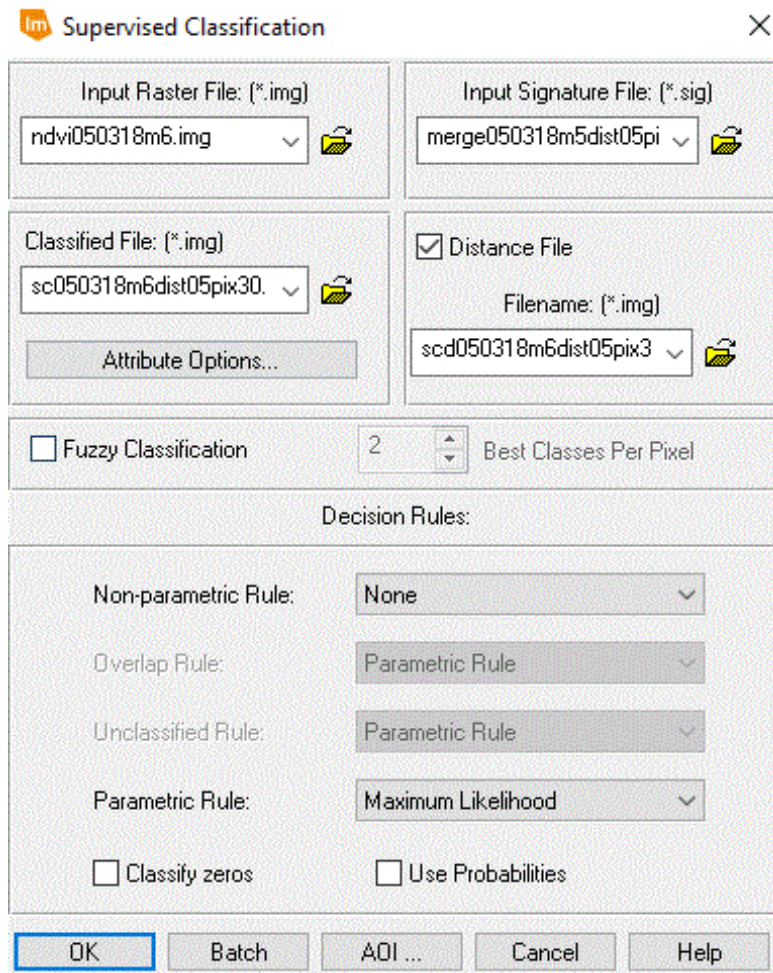 Im Supervised Classification
Input Raster File: (*.img)
Input Signature File: (*.sig)
ndvi050318m6.img
merge050318m5dist05pi
Classified File: (*.img)
Distance File
sc050318m6dist05pix30.
Filename: (*.img)
Attribute Options...
scd050318m6dist05pix3
Fuzzy Classification
2
Best Classes Per Pixel
Decision Rules:
Non-parametric Rule:
None
Overlap Rule:
Parametric Rule
Unclassified Rule:
Parametric Rule
Parametric Rule:
Maximum Likelihood
Classify zeros
Use Probabilities
OK
Batch
AOI ...
Cancel
Help